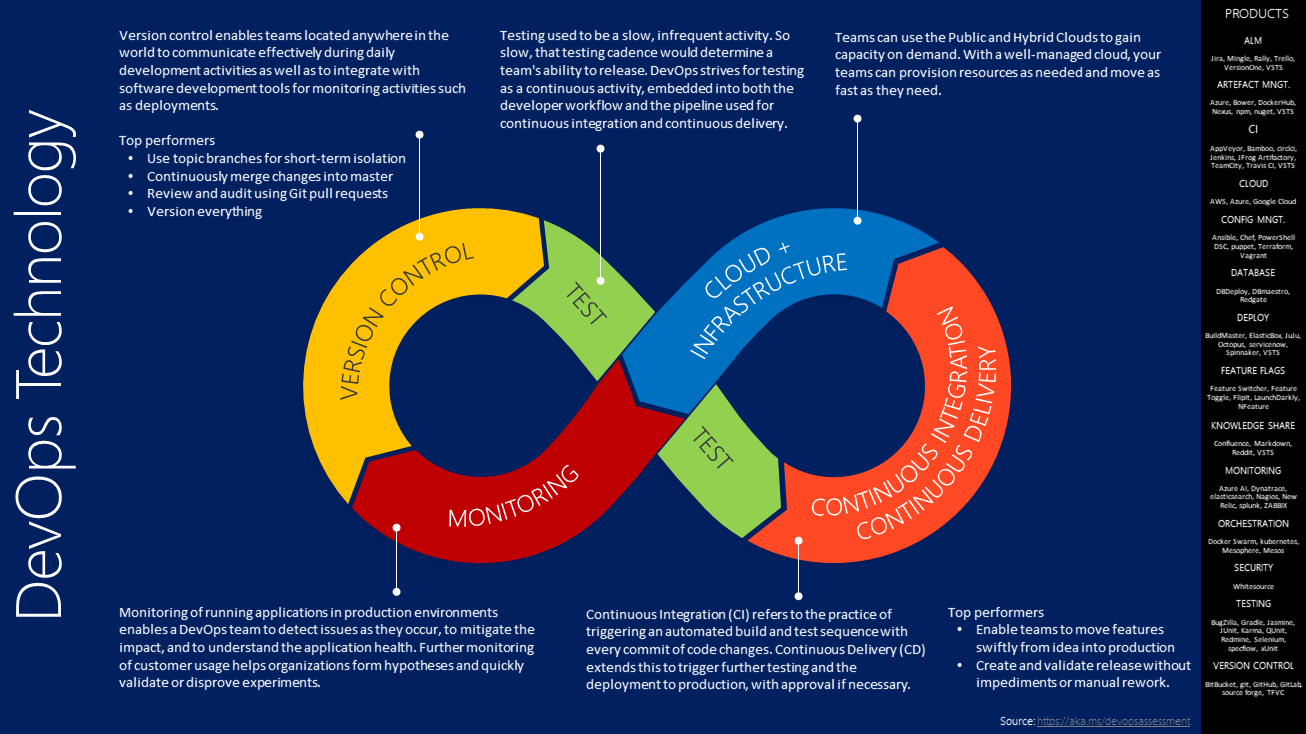 DevOps Technology
Version control enables teams located anywhere in the
world to communicate effectively during daily
development activities as well as to integrate with
software development tools for monitoring activities such
as deployments.
Top performers
• Use topic branches for short-term isolation
• Continuously merge changes into master
• Review and audit using Git pull requests
• Version everything
Testing used to be a slow, infrequent activity. So
slow, that testing cadence would determine a
team's ability to release. DevOps strives for testing
as a continuous activity, embedded into both the
developer workflow and the pipeline used for
continuous integration and continuous delivery.
Teams can use the Public and Hybrid Clouds to gain
capacity on demand. With a well-managed cloud, your
teams can provision resources as needed and move as
fast as they need.
VERSION CONTROL
TEST
CLOUD +
INFRASTRUCTURE
MONITORING
TEST
CONTINUOUS INTEGRATION
CONTINUOUS DELIVERY
Monitoring of running applications in production environments
enables a DevOps team to detect issues as they occur, to mitigate the
impact, and to understand the application health. Further monitoring
of customer usage helps organizations form hypotheses and quickly
validate or disprove experiments.
Continuous Integration (CI) refers to the practice of
triggering an automated build and test sequence with
every commit of code changes. Continuous Delivery (CD)
extends this to trigger further testing and the
deployment to production, with approval if necessary.
Top performers
• Enable teams to move features
swiftly from idea into production
• Create and validate release without
impediments or manual rework.
Source: https://aka.ms/devopsassessment
PRODUCTS
ALM
Jira, Mingle, Rally, Trello,
VersionOne, VSTS
ARTEFACT MNGT.
Azure, Bower, DockerHub,
Nexus, npm, nuget, VSTS
CI
AppVeyor, Bamboo, circlci,
Jenkins, JFrog Artifactory,
TeamCity, Travis CI, VSTS
CLOUD
AWS, Azure, Google Cloud
CONFIG MNGT.
Ansible, Chef, PowerShell
DSC, puppet, Terraform,
Vagrant
DATABASE
DBDeploy, DBmaestro,
Redgate
DEPLOY
BuildMaster, ElasticBox, JuJu,
Octopus, servicenow,
Spinnaker, VSTS
FEATURE FLAGS
Feature Switcher, Feature
Toggle, FlipIt, LaunchDarkly,
NFeature
KNOWLEDGE SHARE
Confluence, Markdown,
Reddit, VSTS
MONITORING
Azure AI, Dynatrace,
elasticsearch, Nagios, New
Relic, splunk, ZABBIX
ORCHESTRATION
Docker Swarm, kubernetes,
Mesophere, Mesos
SECURITY
Whitesource
TESTING
BugZilla, Gradle, Jasmine,
JUnit, Karma, QUnit,
Redmine, Selenium,
specflow, xUnit
VERSION CONTROL
BitBucket, git, GitHub, GitLab,
source forge, TFVC